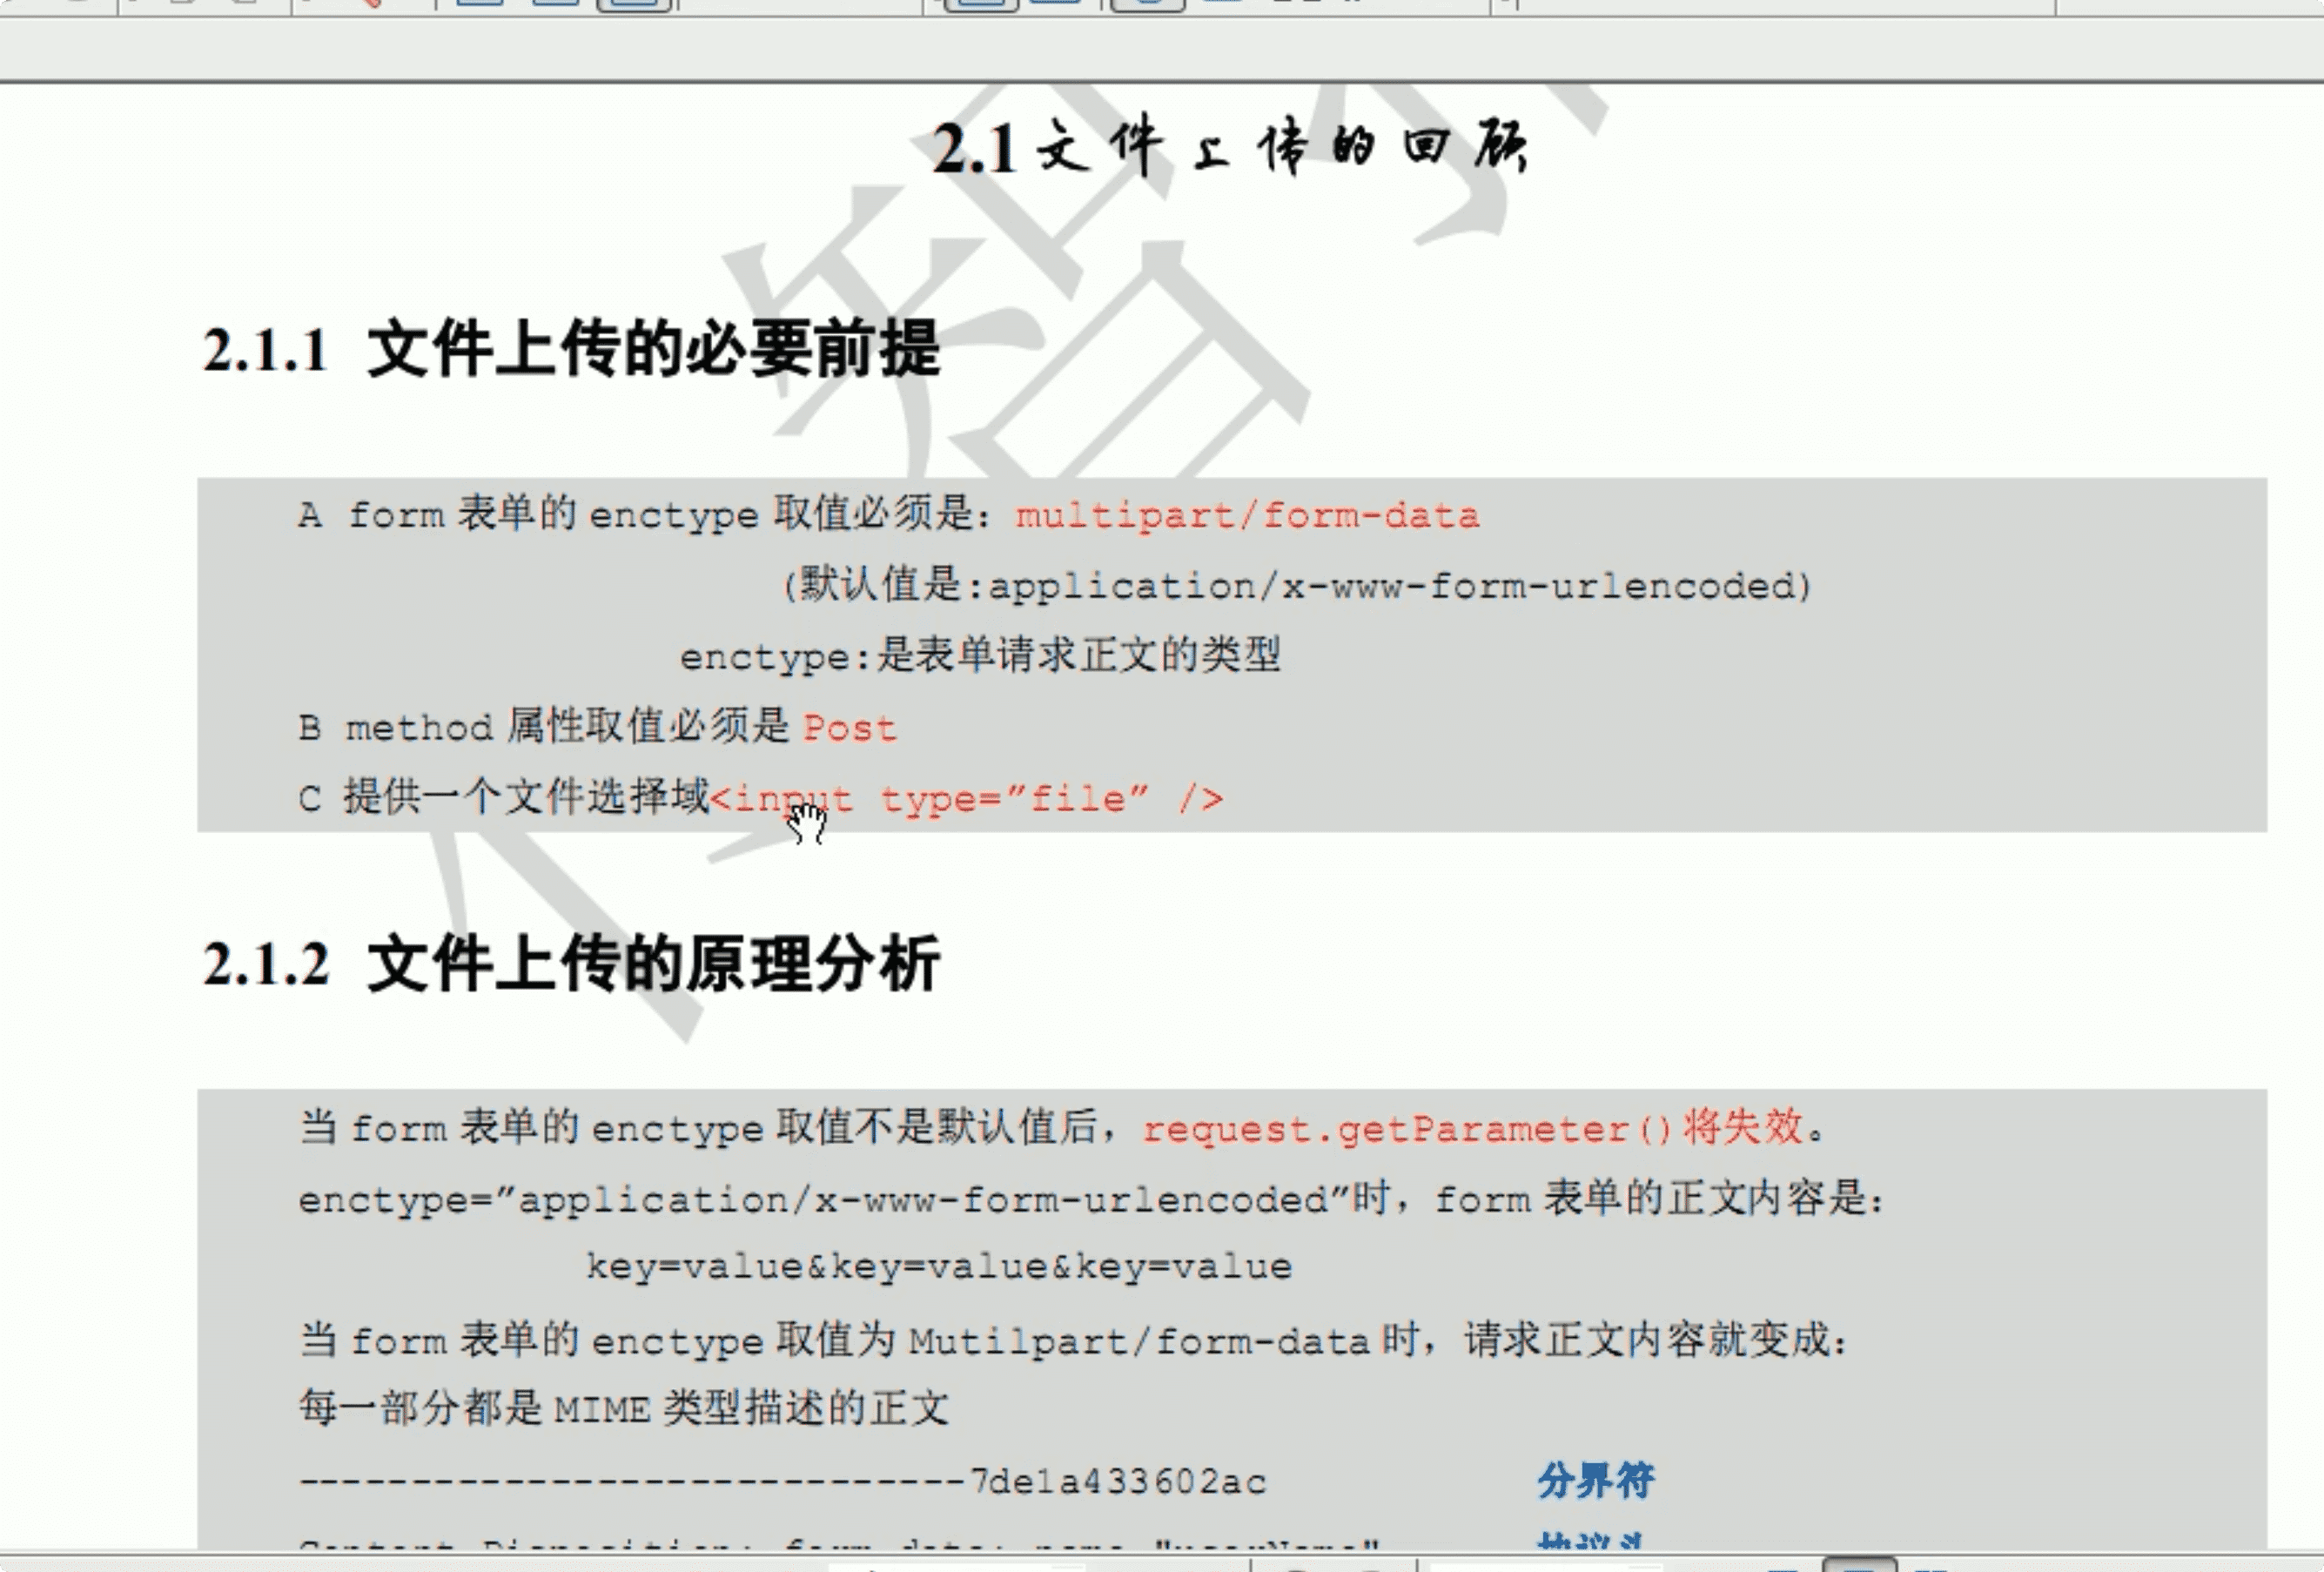 2.1文件上传的回顾
2.1.1 文件上传的必要前提
A form 表单的 enctype 取值必须是：multipart/form-data
(默认值是:application/x-www-form-urlencoded)
enctype:是表单请求正文的类型
B method 属性取值必须是 Post
C 提供一个文件选择域<input type=”file” />
2.1.2 文件上传的原理分析
当 form 表单的 enctype 取值不是默认值后，request.getParameter()将失效。
enctype=”application/x-www-form-urlencoded”时，form 表单的正文内容是：
key=value&key=value&key=value
当 form 表单的 enctype 取值为 Mutilpart/form-data 时，请求正文内容就变成：
每一部分都是 MIME 类型描述的正文
-----------------------------7de1a433602ac 分界符